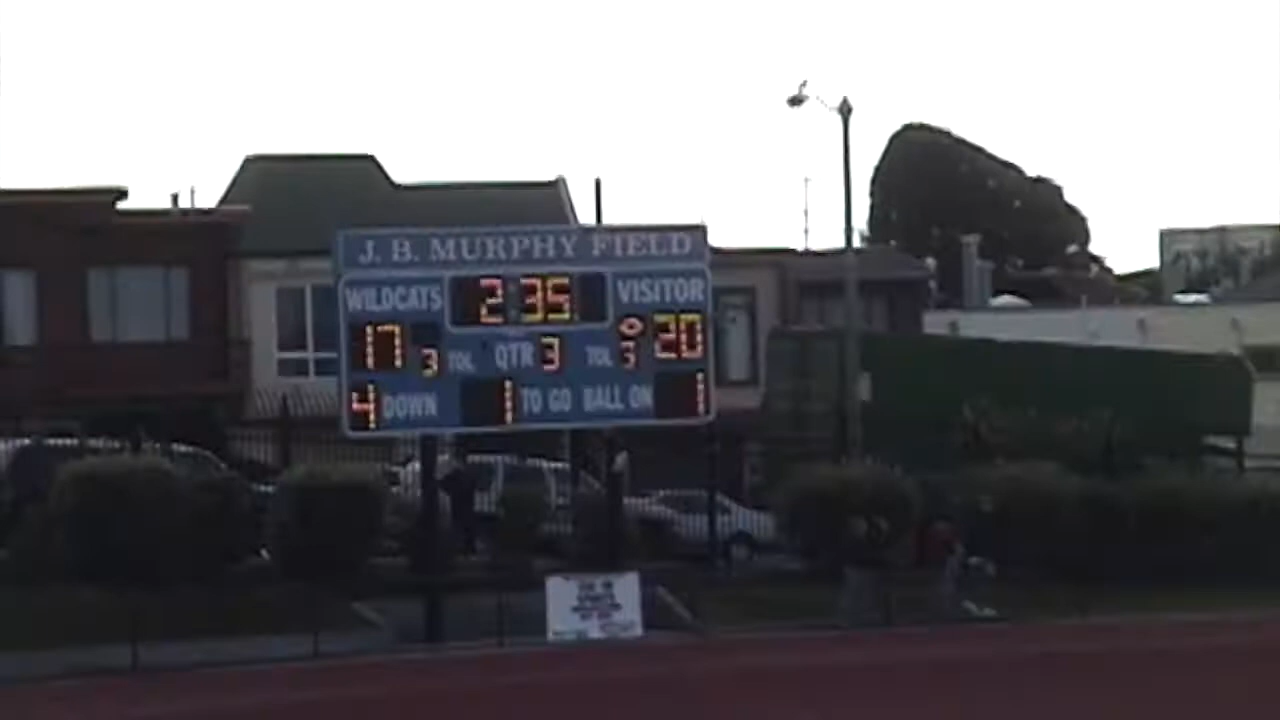 J. B. MURPHY FIELD
WILDCATS 2:35 VISITOR
17 3 TOL QTR 3 TOL 3 20
4 DOWN 1 TO GO BALL ON 1